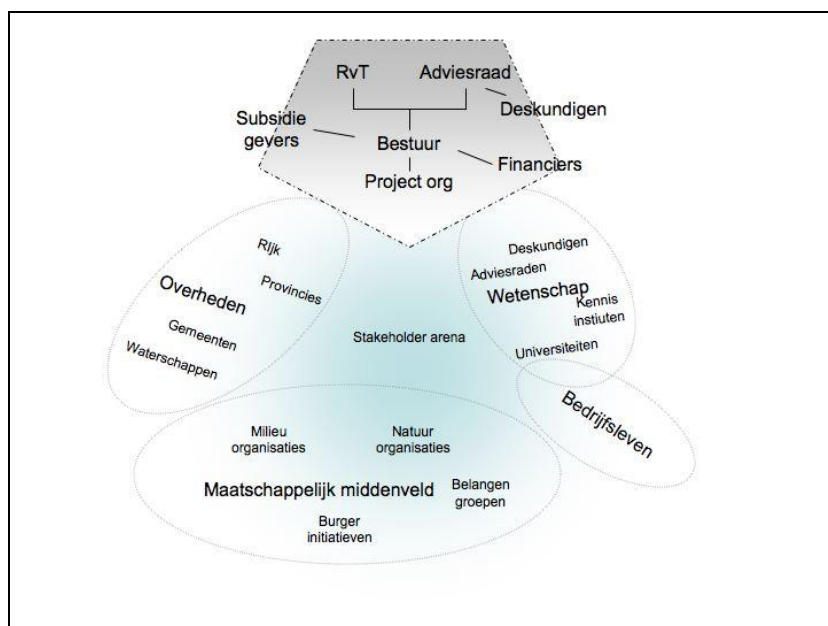 RvT
Adviesraad
Deskundigen
Subsidie
gevers
Bestuur
Financiers
Project org
RIjk
Provincies
Overheden
Gemeenten
Waterschappen
Deskundigen
Adviesraden
Wetenschap
Kennis
instiuten
Universiteiten
Stakeholder arena
Bedrijfsleven
Milieu
organisaties
Natuur
organisaties
Maatschappelijk middenveld
Belangen
groepen
Burger
initiatieven